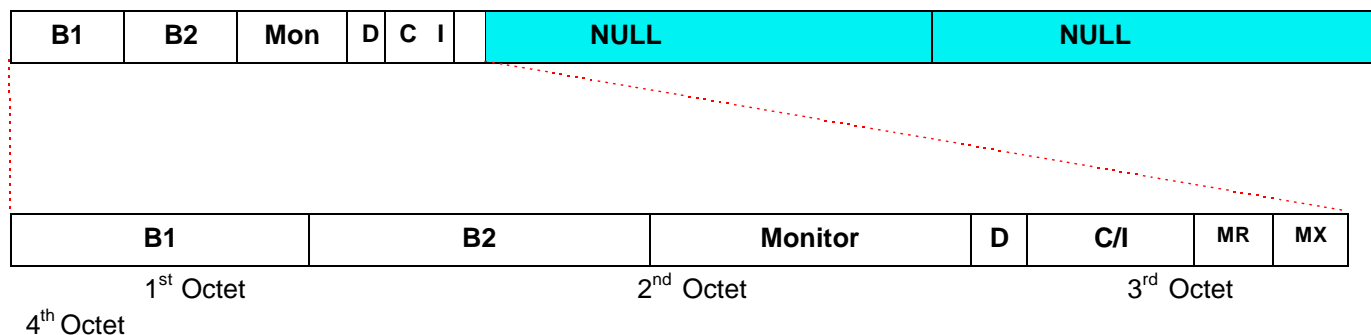 B1 B2 Mon D C I NULL NULL
B1 B2 Monitor D C/I MR MX
1st Octet 2nd Octet 3rd Octet
4th Octet